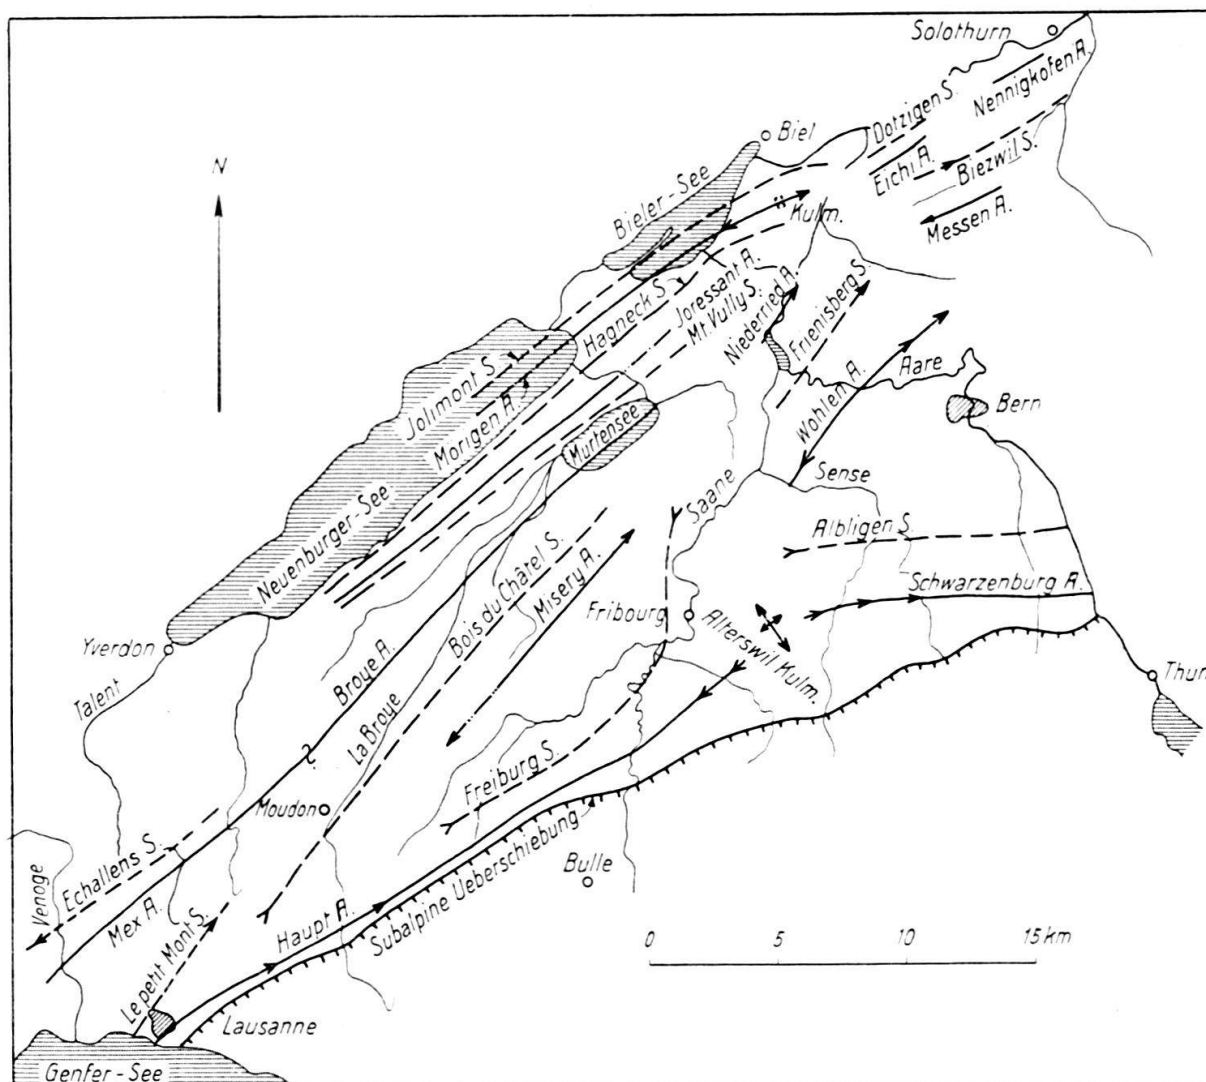 Solothurn
Nennigkofen A.
Dotzigen S.
Biel
N
Eichi A.
Biezwil S.
Bieler-See
Kulm.
Messen A.
Joressant A.
Mt. Vully S.
Hagneck S.
Niederried A.
Frienisberg S.
Jolimont S.
Aare
Morigen A.
Wohlen A.
Bern
Murtensee
Sense
Saane
Neuenburger-See
Albligen S.
Bois du Châtel S.
Misery A.
Schwarzenburg A.
Fribourg
Alterswil Kulm.
Yverdon
Broye A.
Talent
Thun
La Broye
?
Freiburg S.
Moudon
Echallens S.
Venoge
Bulle
Subalpine Ueberschiebung
Mex A.
Haupt A.
Le petit Mont S.
0 5 10 15 km
Lausanne
Genfer-See